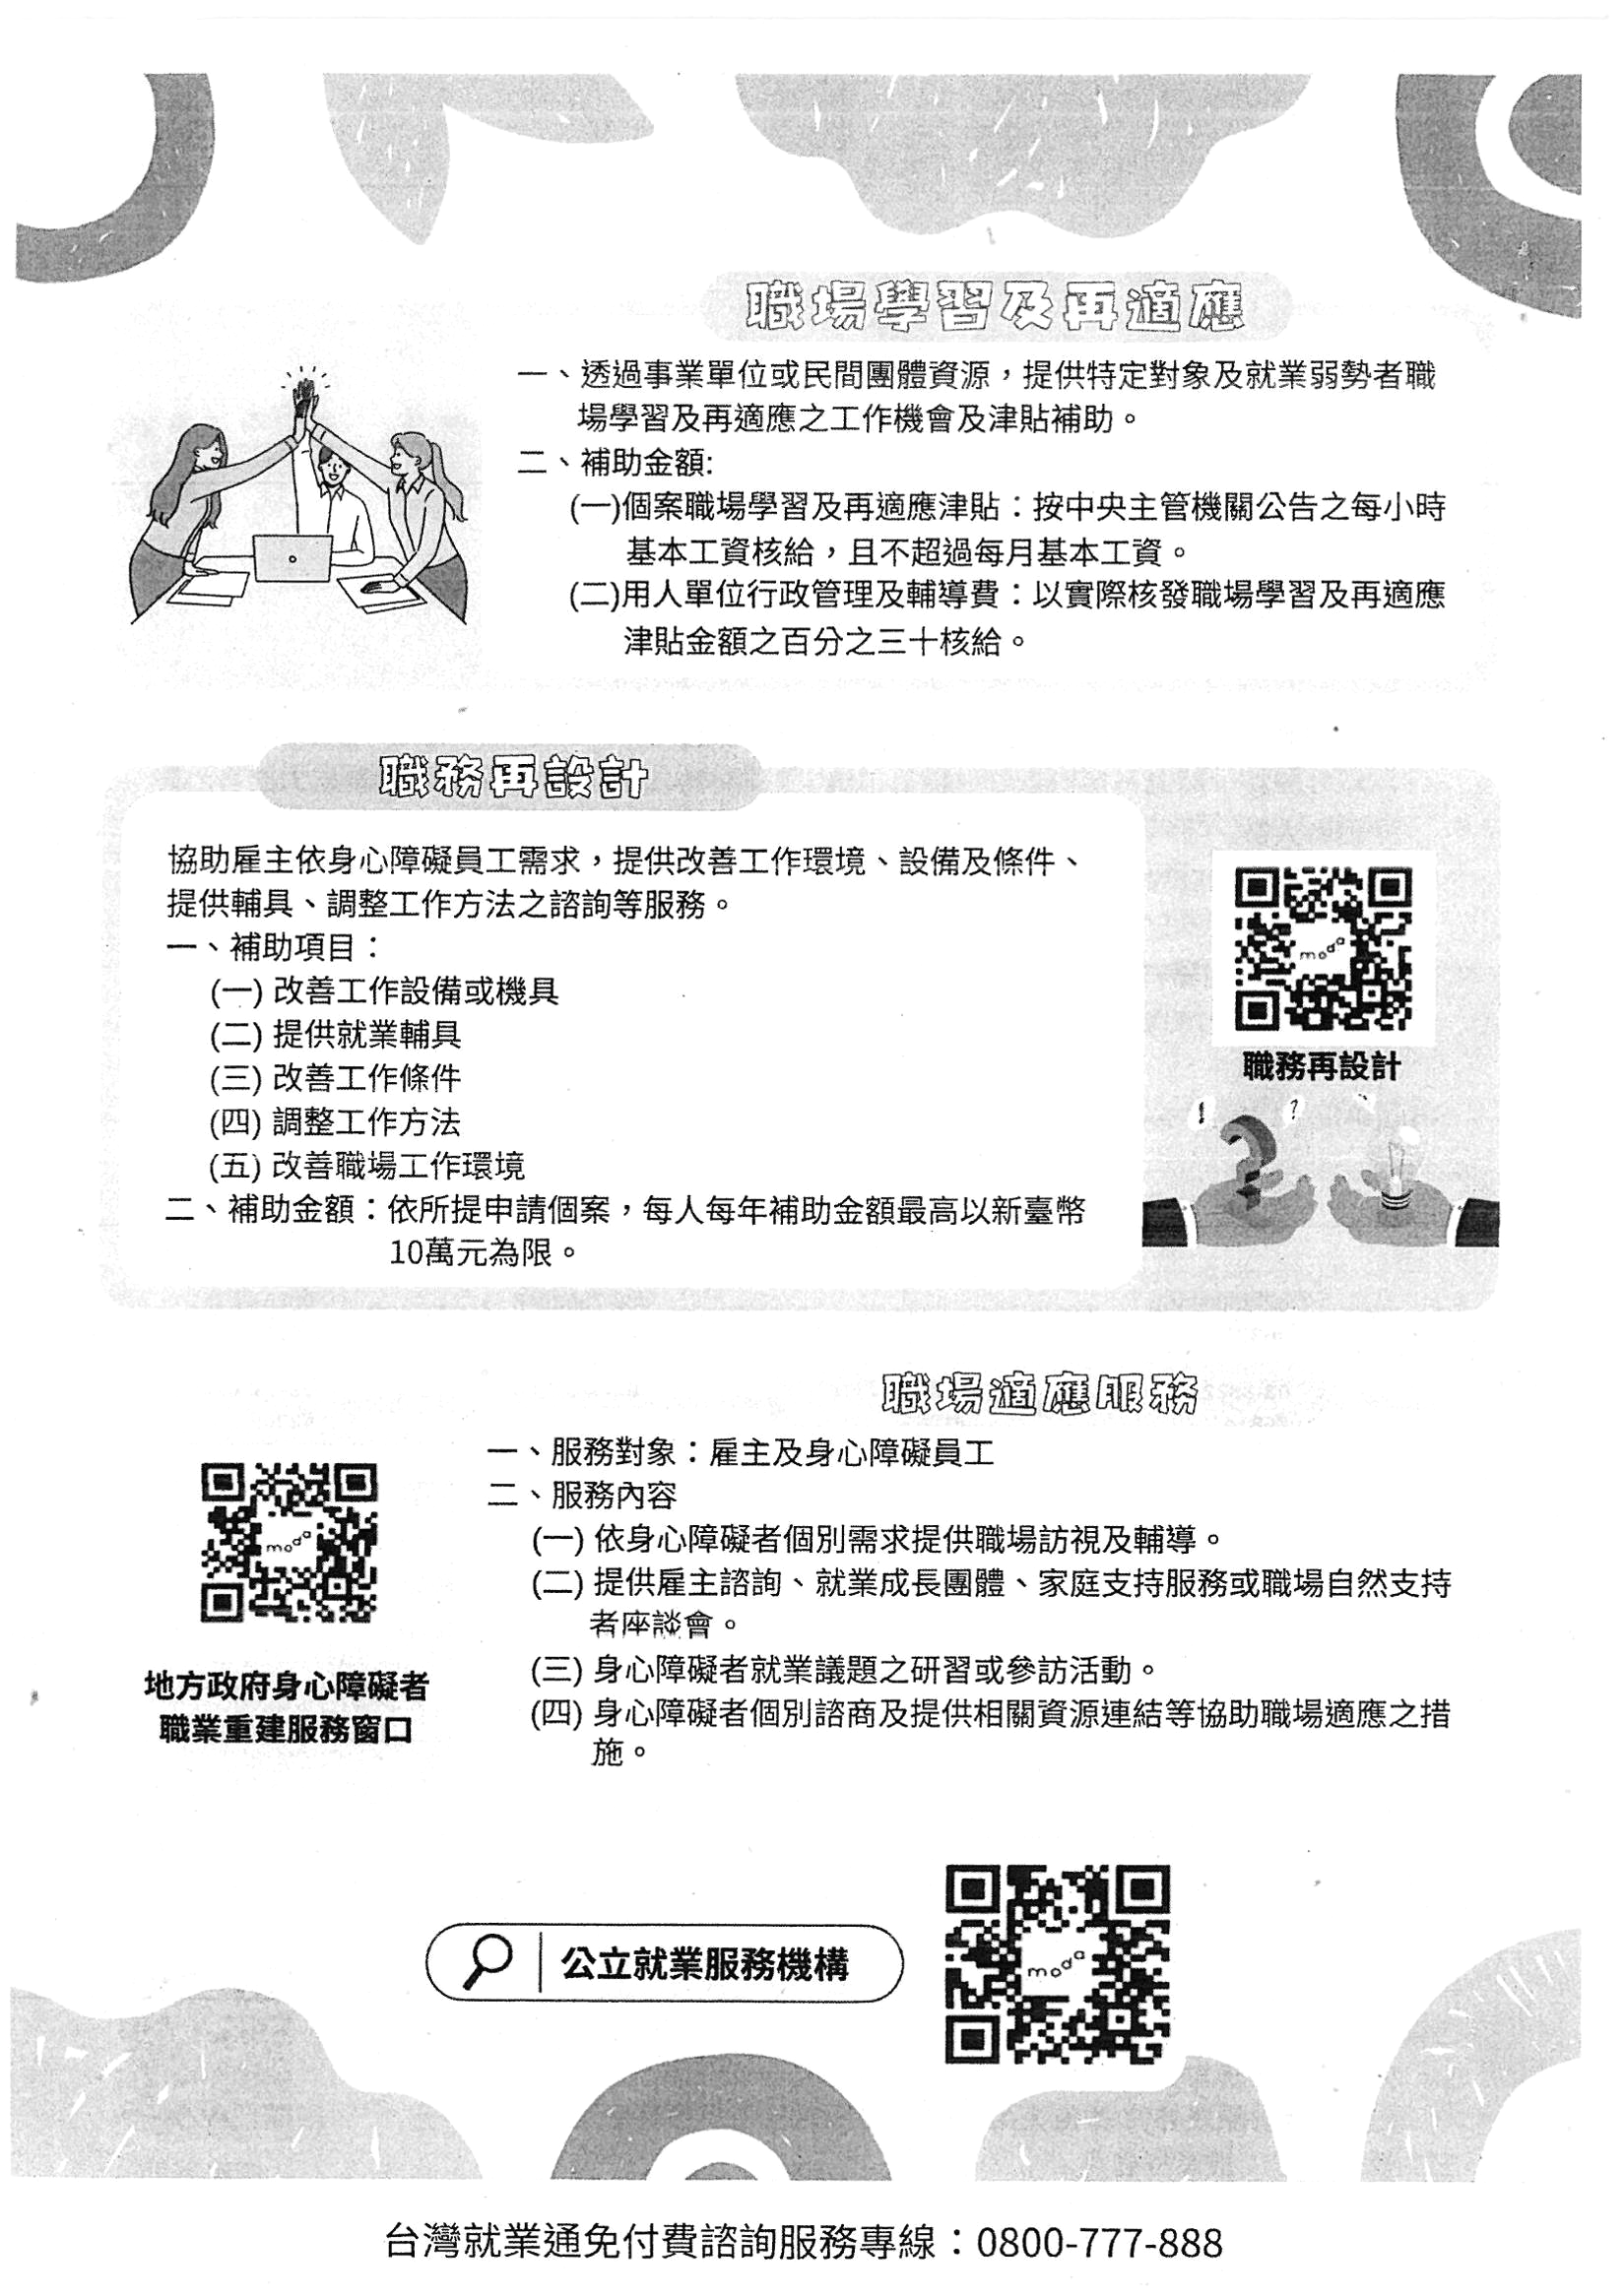 職場學習及再適應
一、透過事業單位或民間團體資源，提供特定對象及就業弱勢者職
場學習及再適應之工作機會及津貼補助。
二、補助金額:
(一)個案職場學習及再適應津貼：按中央主管機關公告之每小時
基本工資核給，且不超過每月基本工資。
(二)用人單位行政管理及輔導費：以實際核發職場學習及再適應
津貼金額之百分之三十核給。
職務再設計
協助雇主依身心障礙員工需求，提供改善工作環境、設備及條件、
提供輔具、調整工作方法之諮詢等服務。
一、補助項目：
(一) 改善工作設備或機具
(二) 提供就業輔具
(三) 改善工作條件
(四) 調整工作方法
(五) 改善職場工作環境
二、補助金額：依所提申請個案，每人每年補助金額最高以新臺幣
10萬元為限。
moda
職務再設計
! ?
職場適應服務
一、服務對象：雇主及身心障礙員工
二、服務內容
(一) 依身心障礙者個別需求提供職場訪視及輔導。
(二) 提供雇主諮詢、就業成長團體、家庭支持服務或職場自然支持
者座談會。
(三) 身心障礙者就業議題之研習或參訪活動。
(四) 身心障礙者個別諮商及提供相關資源連結等協助職場適應之措
施。
moda
地方政府身心障礙者
職業重建服務窗口
公立就業服務機構
moda
台灣就業通免付費諮詢服務專線：0800-777-888